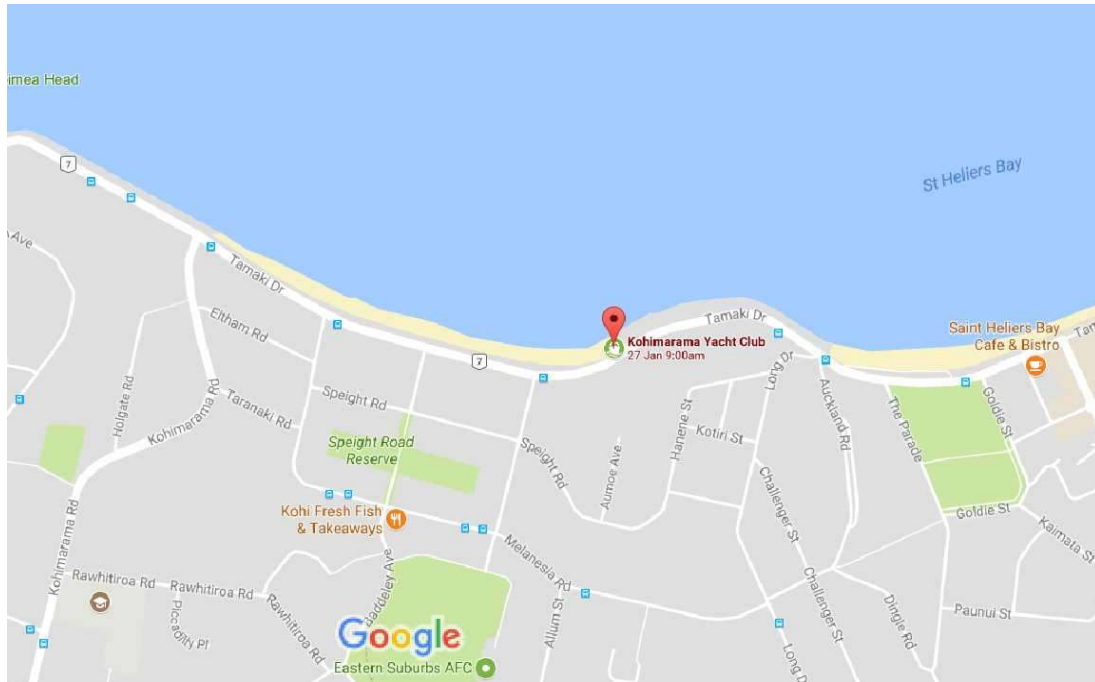 imea Head
7
St Heliers Bay
Ave
Tamaki Dr
Eltham Rd
Tamaki Dr
Saint Heliers Bay
Cafe & Bistro
Tam
Kohimarama Yacht Club
27 Jan 9:00am
7
Long Dr
Holgate Rd
Kohimarama Rd
Taranaki Rd
Speight Rd
Auckland Rd
The Parade
Goldie St
Hanene St
Kotiri St
Speight Road
Reserve
Speight Rd
Aumoe Ave
Challenger St
Kohi Fresh Fish
& Takeaways
Goldie St
Kaimata St
Kohimarama Rd
Melanesia Rd
Rawhitiroa Rd
Rawhitiroa Rd
Piccadilly Pl
Rawhitiroa Rd
Baddeley Ave
Allum St
Challenger St
Dingle Rd
Paunui St
Google
Eastern Suburbs AFC
Long D